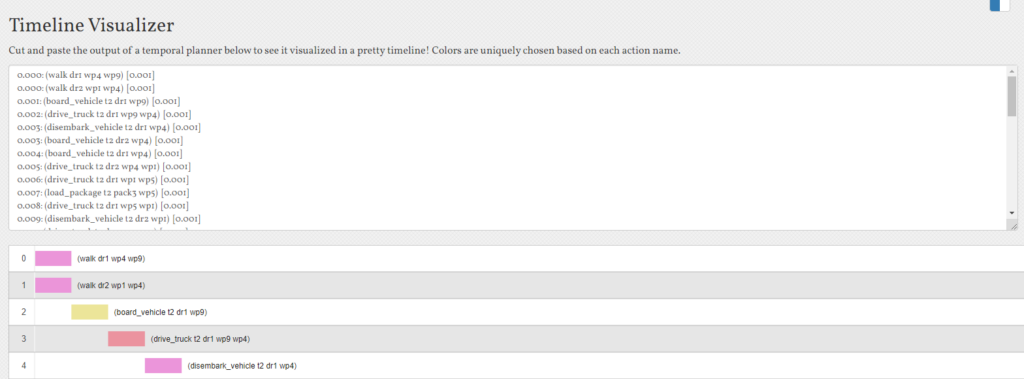 Timeline Visualizer
Cut and paste the output of a temporal planner below to see it visualized in a pretty timeline! Colors are uniquely chosen based on each action name.
0.000: (walk dr1 wp4 wp9) [0.001]
0.000: (walk dr2 wp1 wp4) [0.001]
0.001: (board_vehicle t2 dr1 wp9) [0.001]
0.002: (drive_truck t2 dr1 wp9 wp4) [0.001]
0.003: (disembark_vehicle t2 dr1 wp4) [0.001]
0.003: (board_vehicle t2 dr2 wp4) [0.001]
0.004: (board_vehicle t2 dr1 wp4) [0.001]
0.005: (drive_truck t2 dr2 wp4 wp1) [0.001]
0.006: (drive_truck t2 dr1 wp1 wp5) [0.001]
0.007: (load_package t2 pack3 wp5) [0.001]
0.008: (drive_truck t2 dr1 wp5 wp1) [0.001]
0.009: (disembark_vehicle t2 dr2 wp1) [0.001]
0 (walk dr1 wp4 wp9)
1 (walk dr2 wp1 wp4)
2 (board_vehicle t2 dr1 wp9)
3 (drive_truck t2 dr1 wp9 wp4)
4 (disembark_vehicle t2 dr1 wp4)